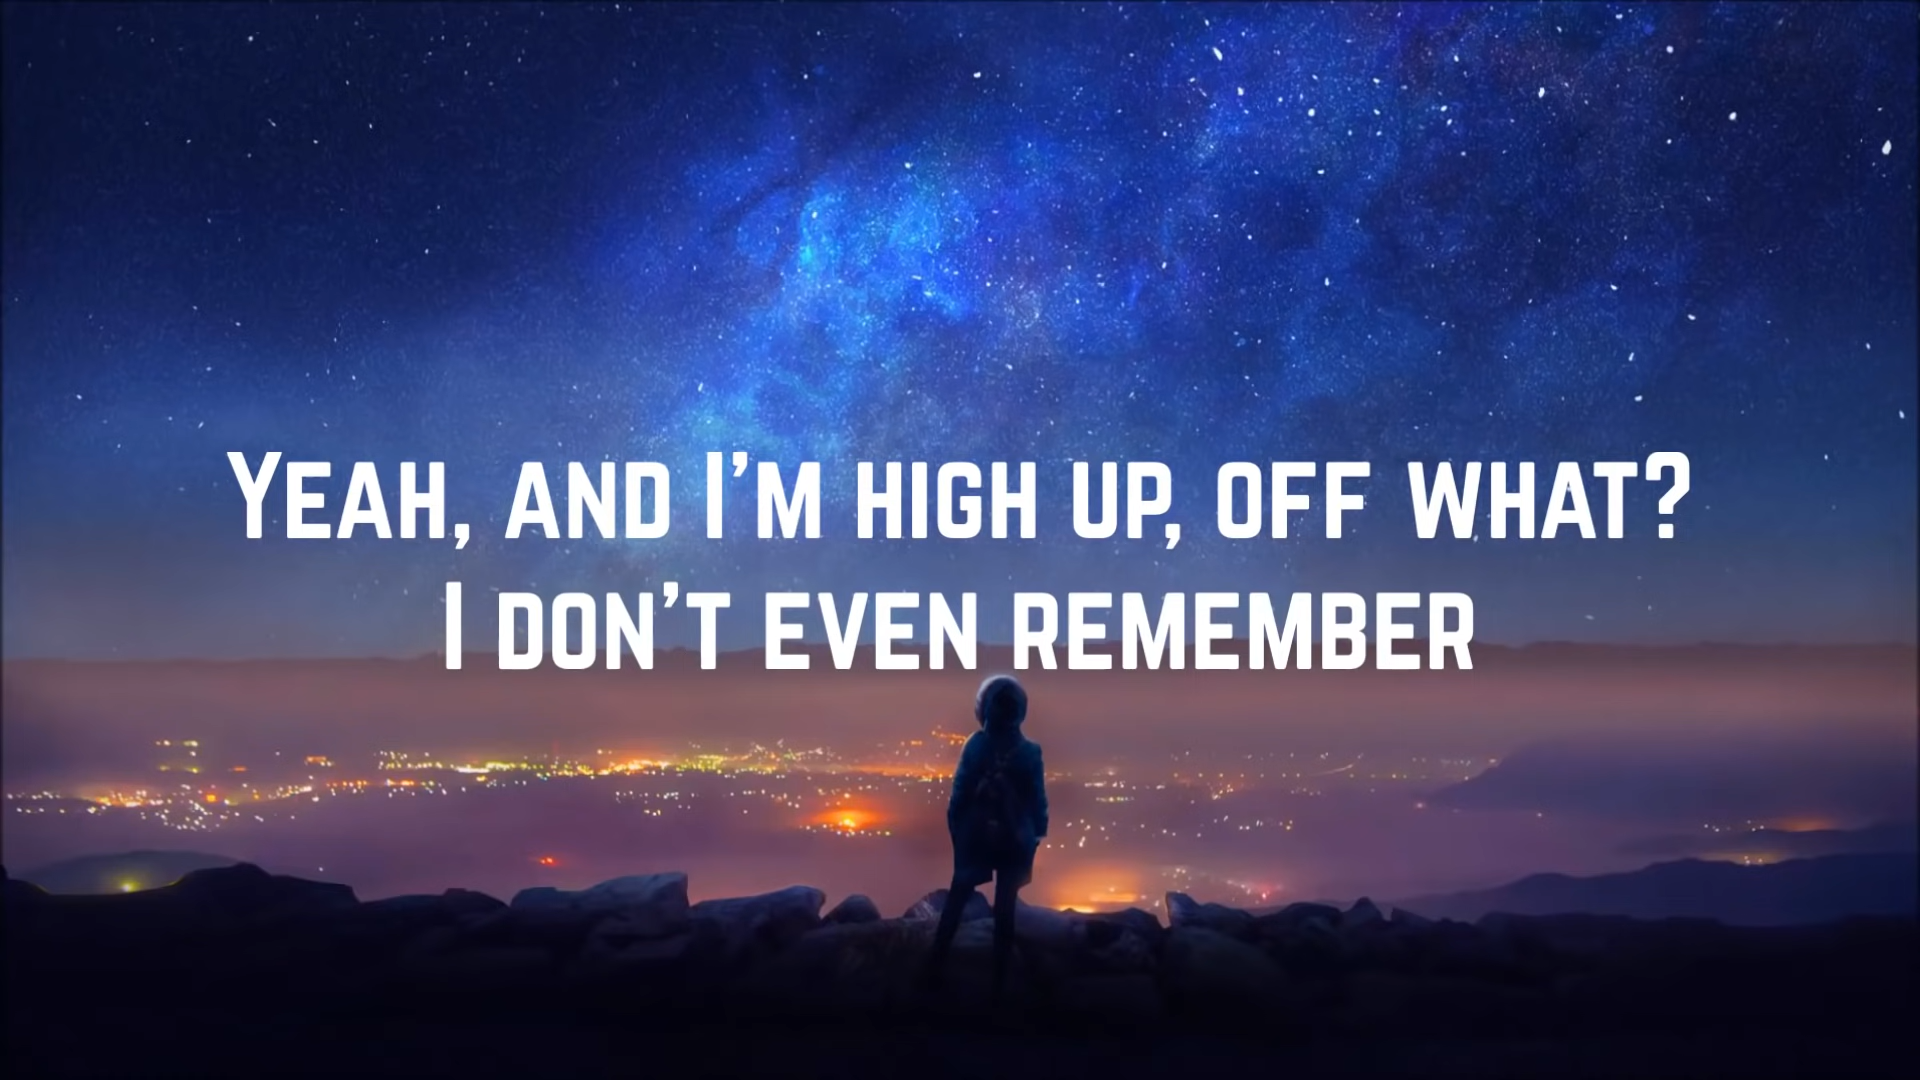 Yeah, and I'm high up, off what?
I don't even remember